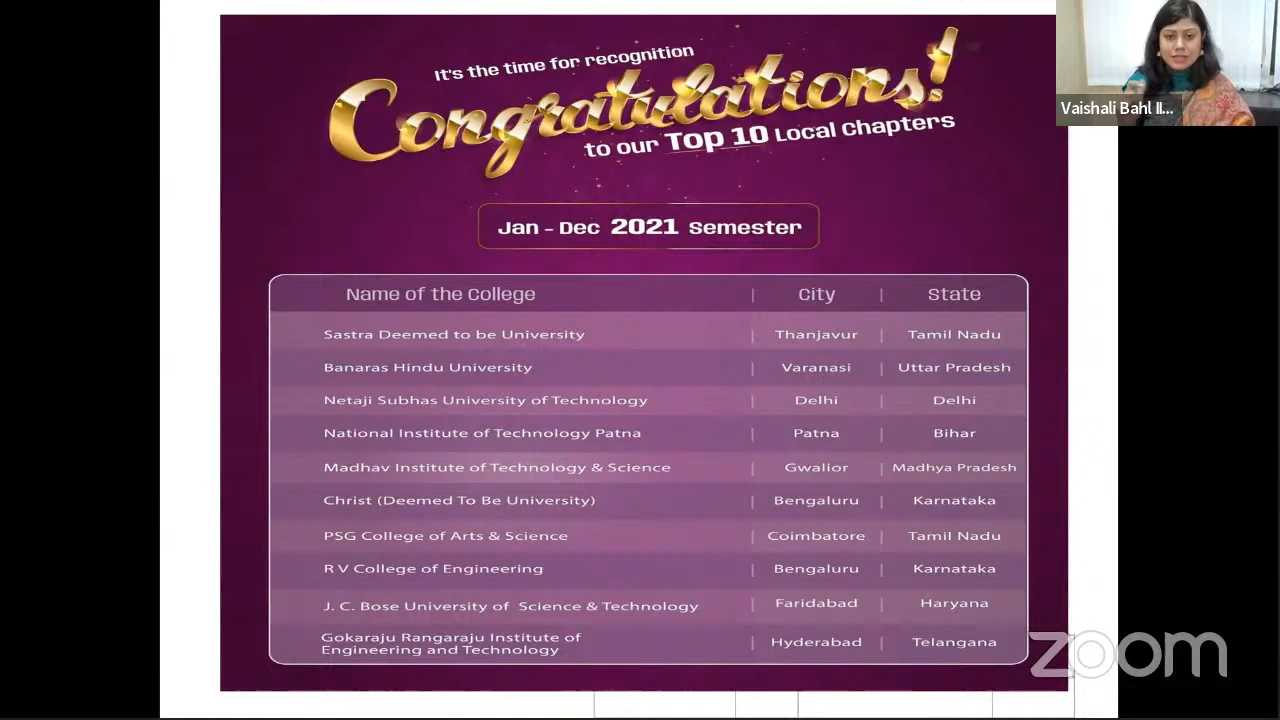 It's the time for recognition
Congratulations!
to our Top 10 Local chapters
Vaishali Bahl II...
Jan - Dec 2021 Semester
Name of the College | City | State
Sastra Deemed to be University | Thanjavur | Tamil Nadu
Banaras Hindu University | Varanasi | Uttar Pradesh
Netaji Subhas University of Technology | Delhi | Delhi
National Institute of Technology Patna | Patna | Bihar
Madhav Institute of Technology & Science | Gwalior | Madhya Pradesh
Christ (Deemed To Be University) | Bengaluru | Karnataka
PSG College of Arts & Science | Coimbatore | Tamil Nadu
R V College of Engineering | Bengaluru | Karnataka
J. C. Bose University of Science & Technology | Faridabad | Haryana
Gokaraju Rangaraju Institute of
Engineering and Technology | Hyderabad | Telangana
zoom